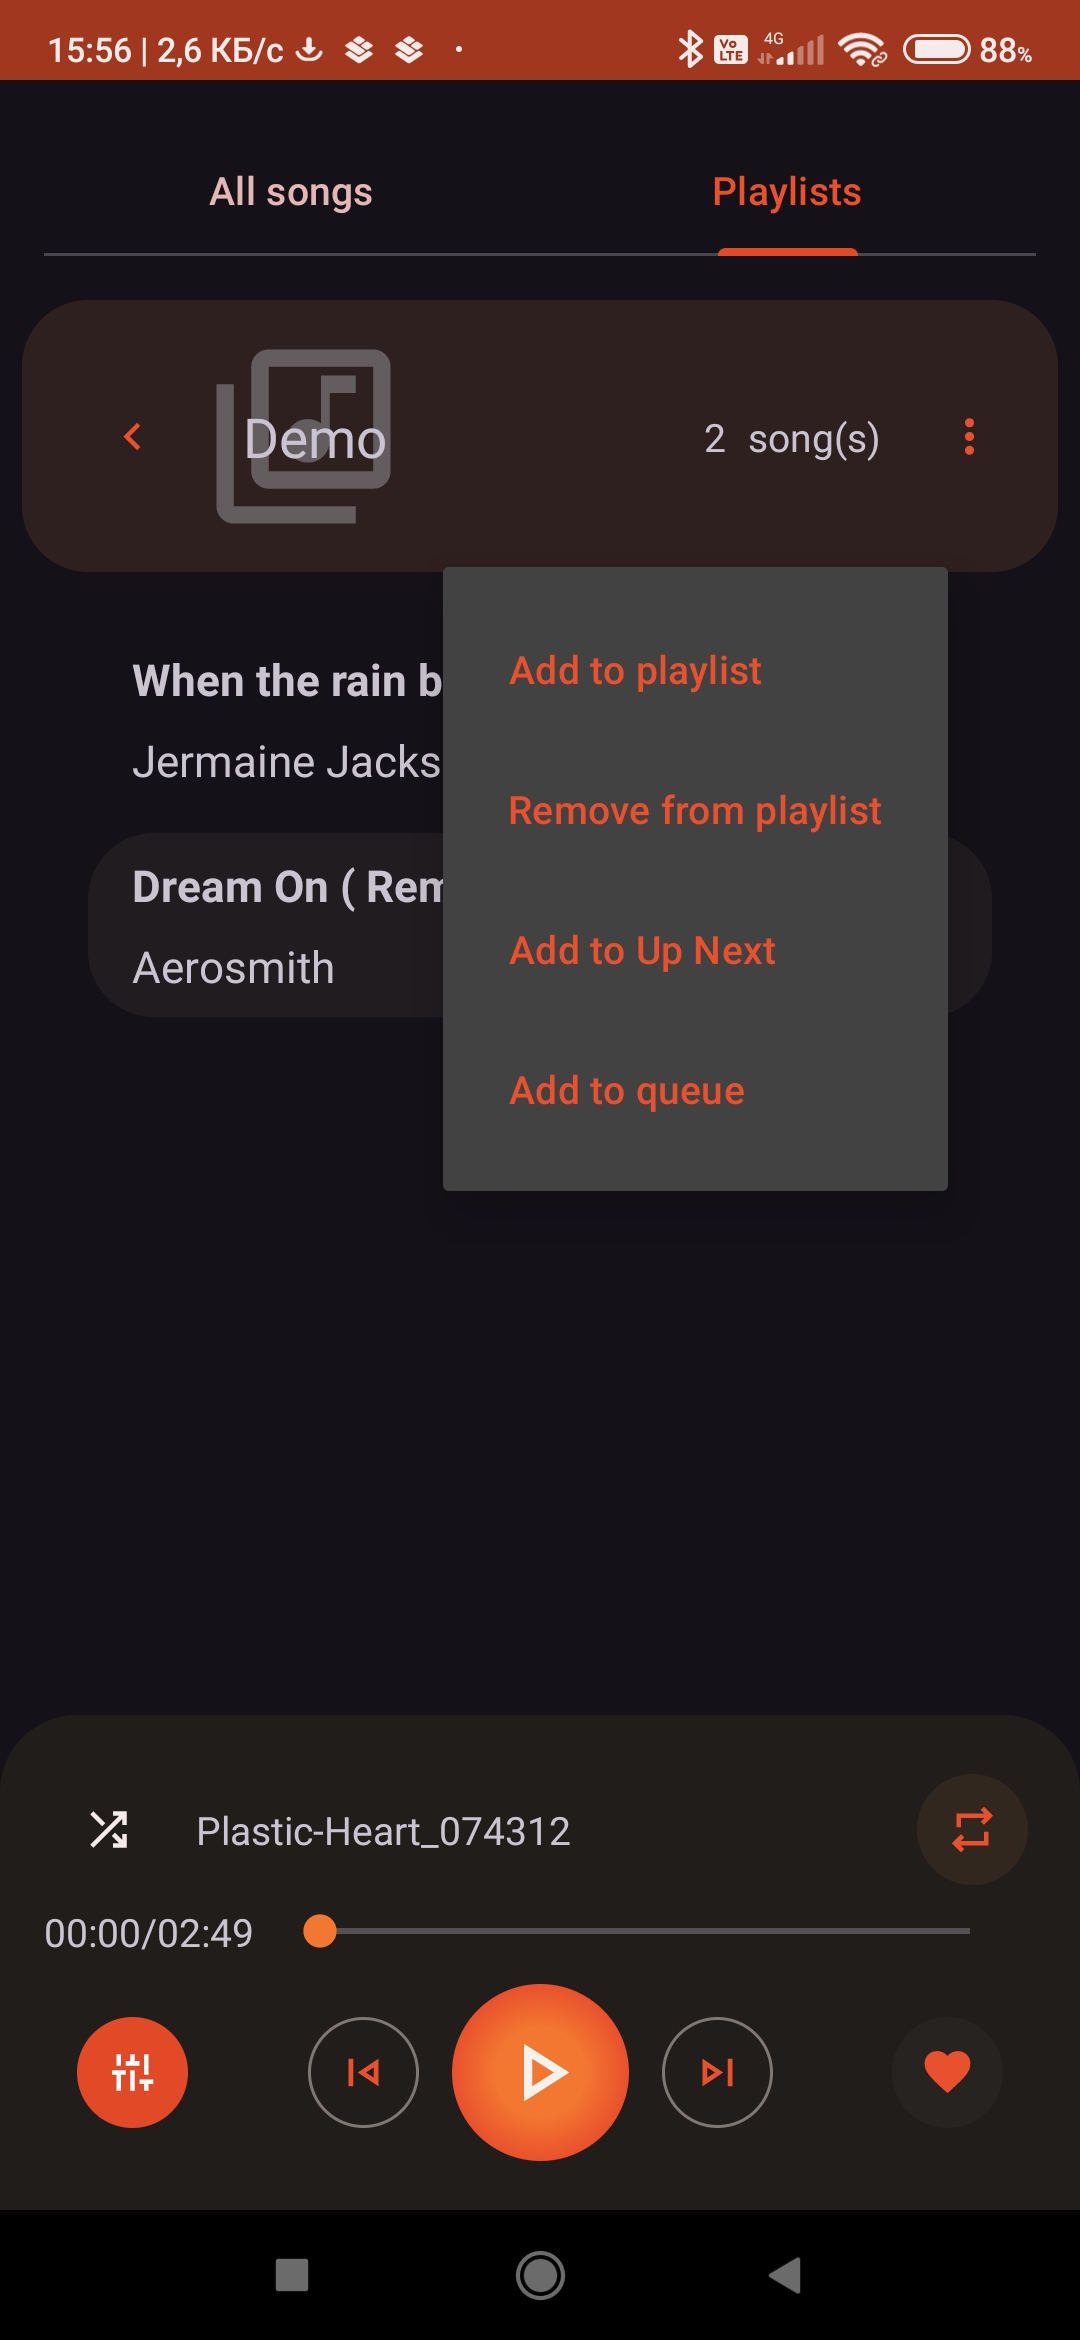 15:56 | 2,6 КБ/с
Vo LTE
4G
88%
All songs
Playlists
Demo
2 song(s)
When the rain b
Jermaine Jacks
Dream On ( Rem
Aerosmith
Add to playlist
Remove from playlist
Add to Up Next
Add to queue
Plastic-Heart_074312
00:00/02:49